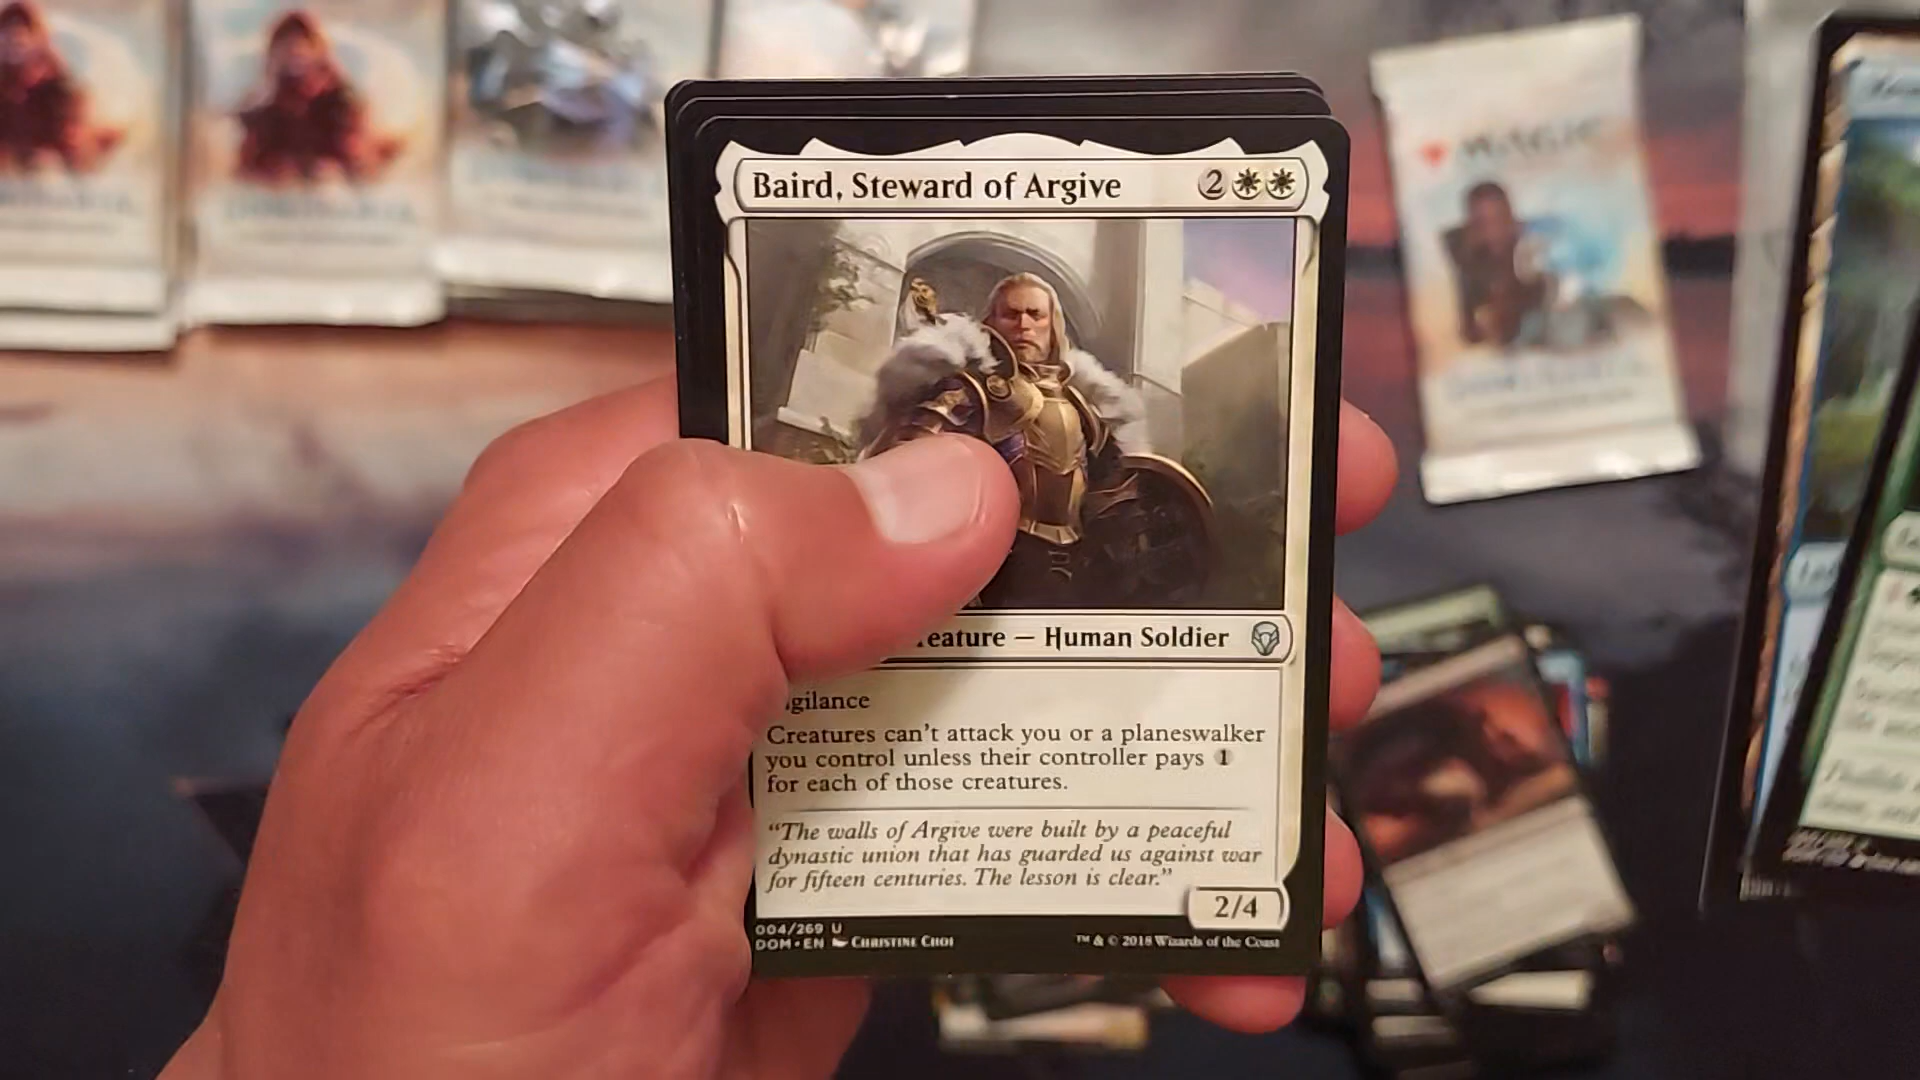 Baird, Steward of Argive 2
reature — Human Soldier
gilance
Creatures can't attack you or a planeswalker
you control unless their controller pays 1
for each of those creatures.
"The walls of Argive were built by a peaceful
dynastic union that has guarded us against war
for fifteen centuries. The lesson is clear."
2/4
004/269 U
DOM • EN Christine Choi
™ & © 2018 Wizards of the Coast
MAGIC